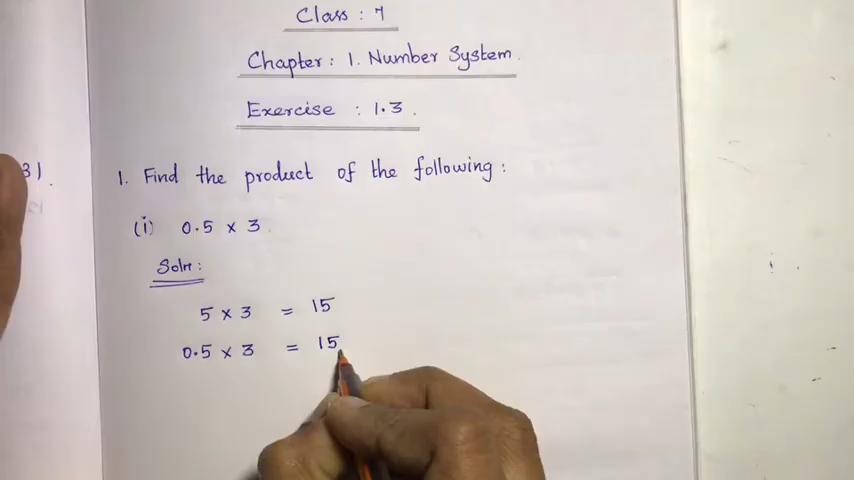 Class : 7
Chapter : 1. Number System.
Exercise : 1.3.
3).
1. Find the product of the following :
(i) 0.5 × 3
Soln :
5 × 3 = 15
0.5 × 3 = 15